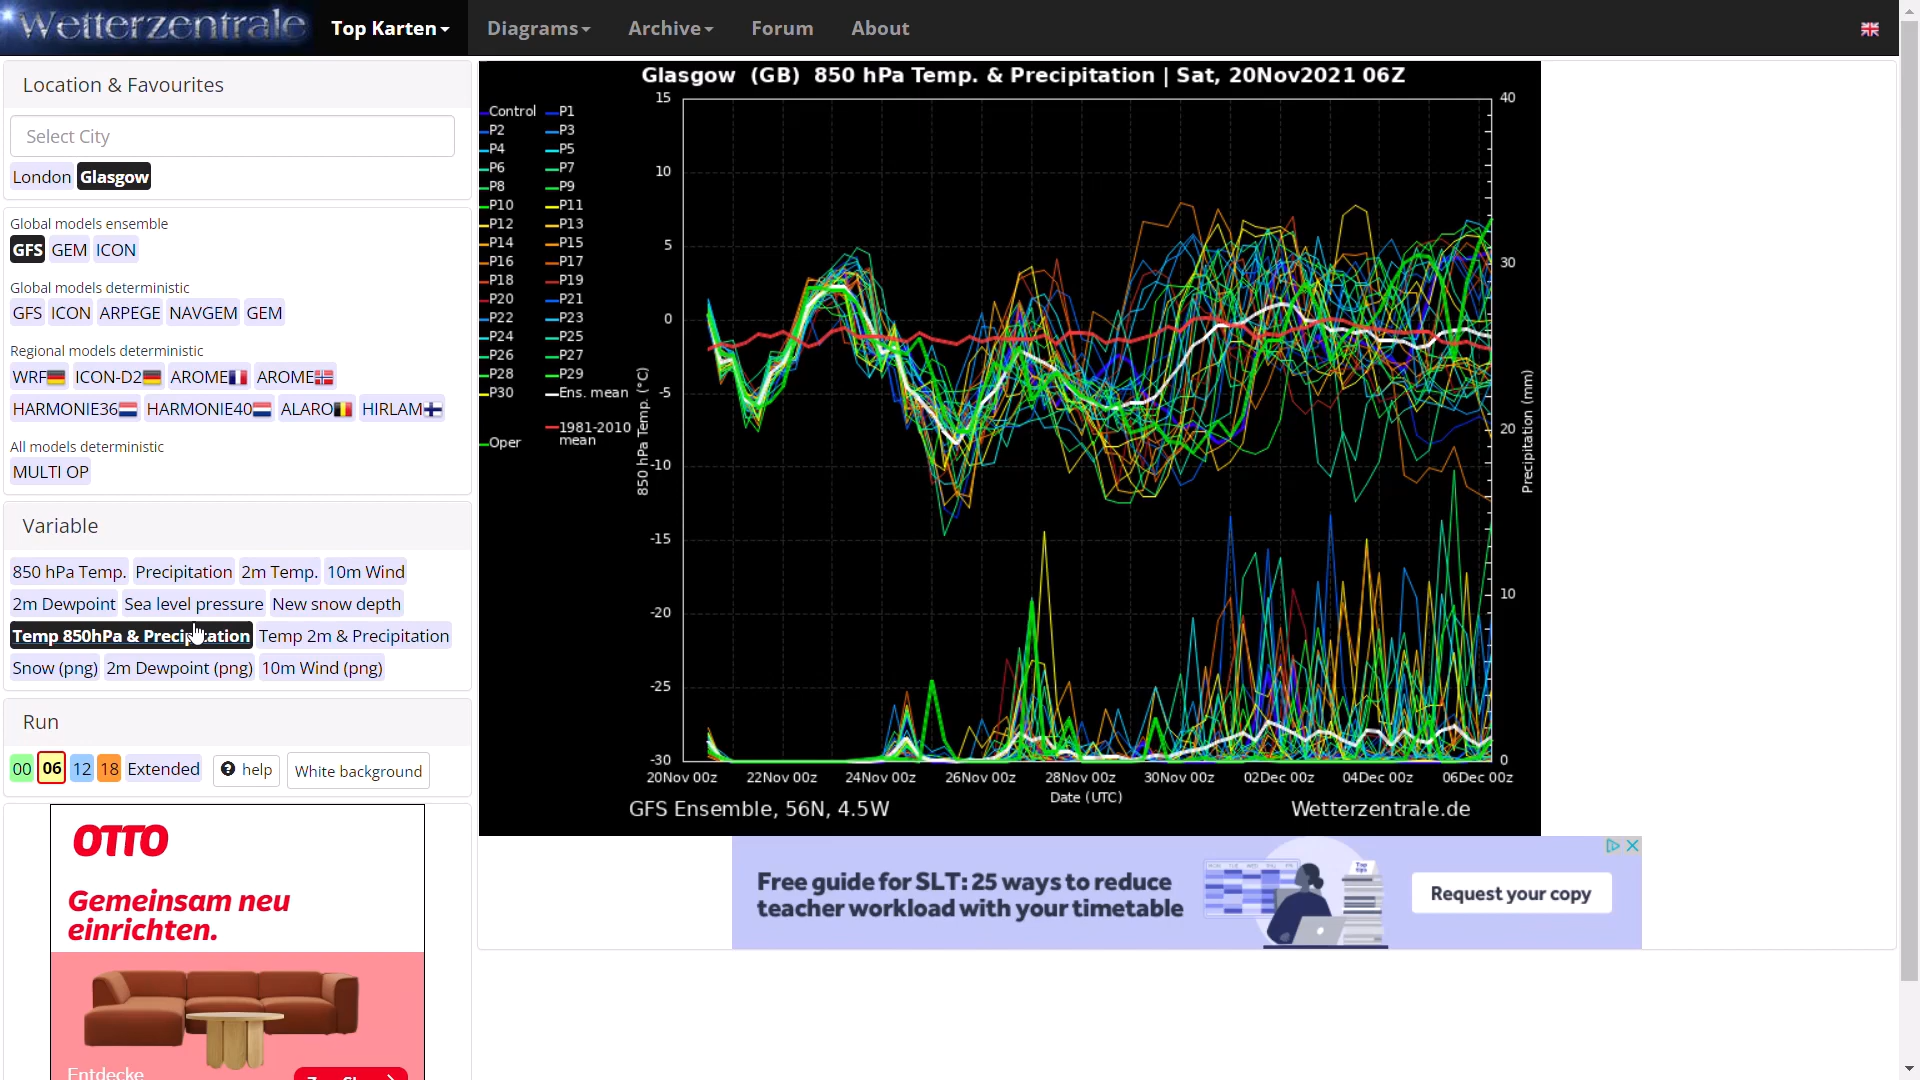 Wetterzentrale
Top Karten Diagrams Archive Forum About
Location & Favourites
Select City
London Glasgow
Global models ensemble
GFS GEM ICON
Global models deterministic
GFS ICON ARPEGE NAVGEM GEM
Regional models deterministic
WRF ICON-D2 AROME AROME
HARMONIE36 HARMONIE40 ALARO HIRLAM
All models deterministic
MULTI OP
Variable
850 hPa Temp. Precipitation 2m Temp. 10m Wind
2m Dewpoint Sea level pressure New snow depth
Temp 850hPa & Precipitation Temp 2m & Precipitation
Snow (png) 2m Dewpoint (png) 10m Wind (png)
Run
00 06 12 18 Extended help White background
OTTO
Gemeinsam neu
einrichten.
Entdecke
Glasgow (GB) 850 hPa Temp. & Precipitation | Sat, 20Nov2021 06Z
Control P1
P2 P3
P4 P5
P6 P7
P8 P9
P10 P11
P12 P13
P14 P15
P16 P17
P18 P19
P20 P21
P22 P23
P24 P25
P26 P27
P28 P29
P30 Ens. mean
1981-2010
mean
Oper
850 hPa Temp. (°C)
15
10
5
0
-5
-10
-15
-20
-25
-30
40
30
20
10
0
Precipitation (mm)
20Nov 00z 22Nov 00z 24Nov 00z 26Nov 00z 28Nov 00z 30Nov 00z 02Dec 00z 04Dec 00z 06Dec 00z
Date (UTC)
GFS Ensemble, 56N, 4.5W Wetterzentrale.de
Free guide for SLT: 25 ways to reduce
teacher workload with your timetable
Top
tips
Request your copy